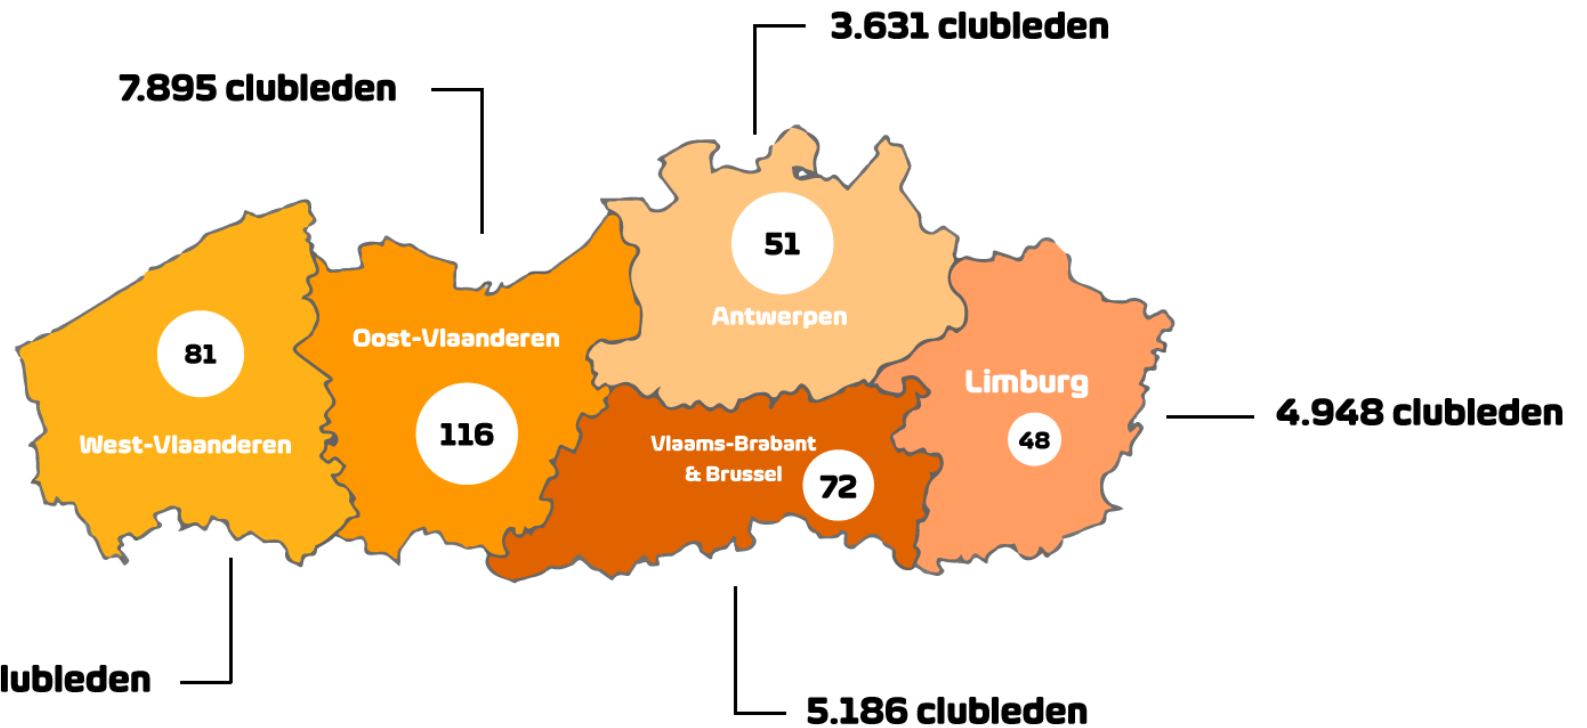 3.631 clubleden
7.895 clubleden
51
Antwerpen
Oost-Vlaanderen
81
Limburg
116
48
West-Vlaanderen
Vlaams-Brabant
& Brussel
72
4.948 clubleden
lubleden
5.186 clubleden